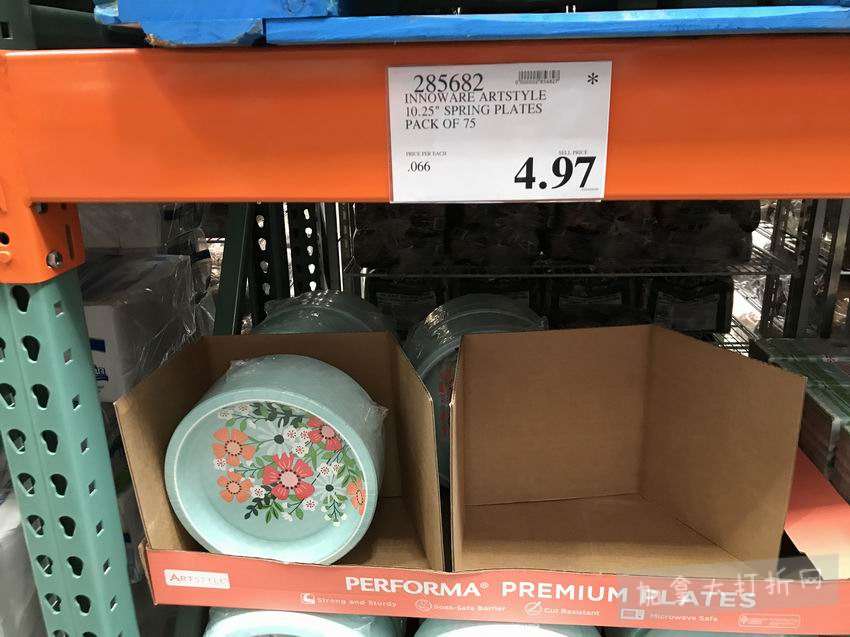 285682
*
INNOWARE ARTSTYLE
10.25" SPRING PLATES
PACK OF 75
PRICE PER EACH
SELL PRICE
.066
4.97
ARTSTYLE
PERFORMA® PREMIUM PLATES
Strong and Sturdy
Soak-Safe Barrier
Cut Resistant
Microwave Safe
加拿大打折网